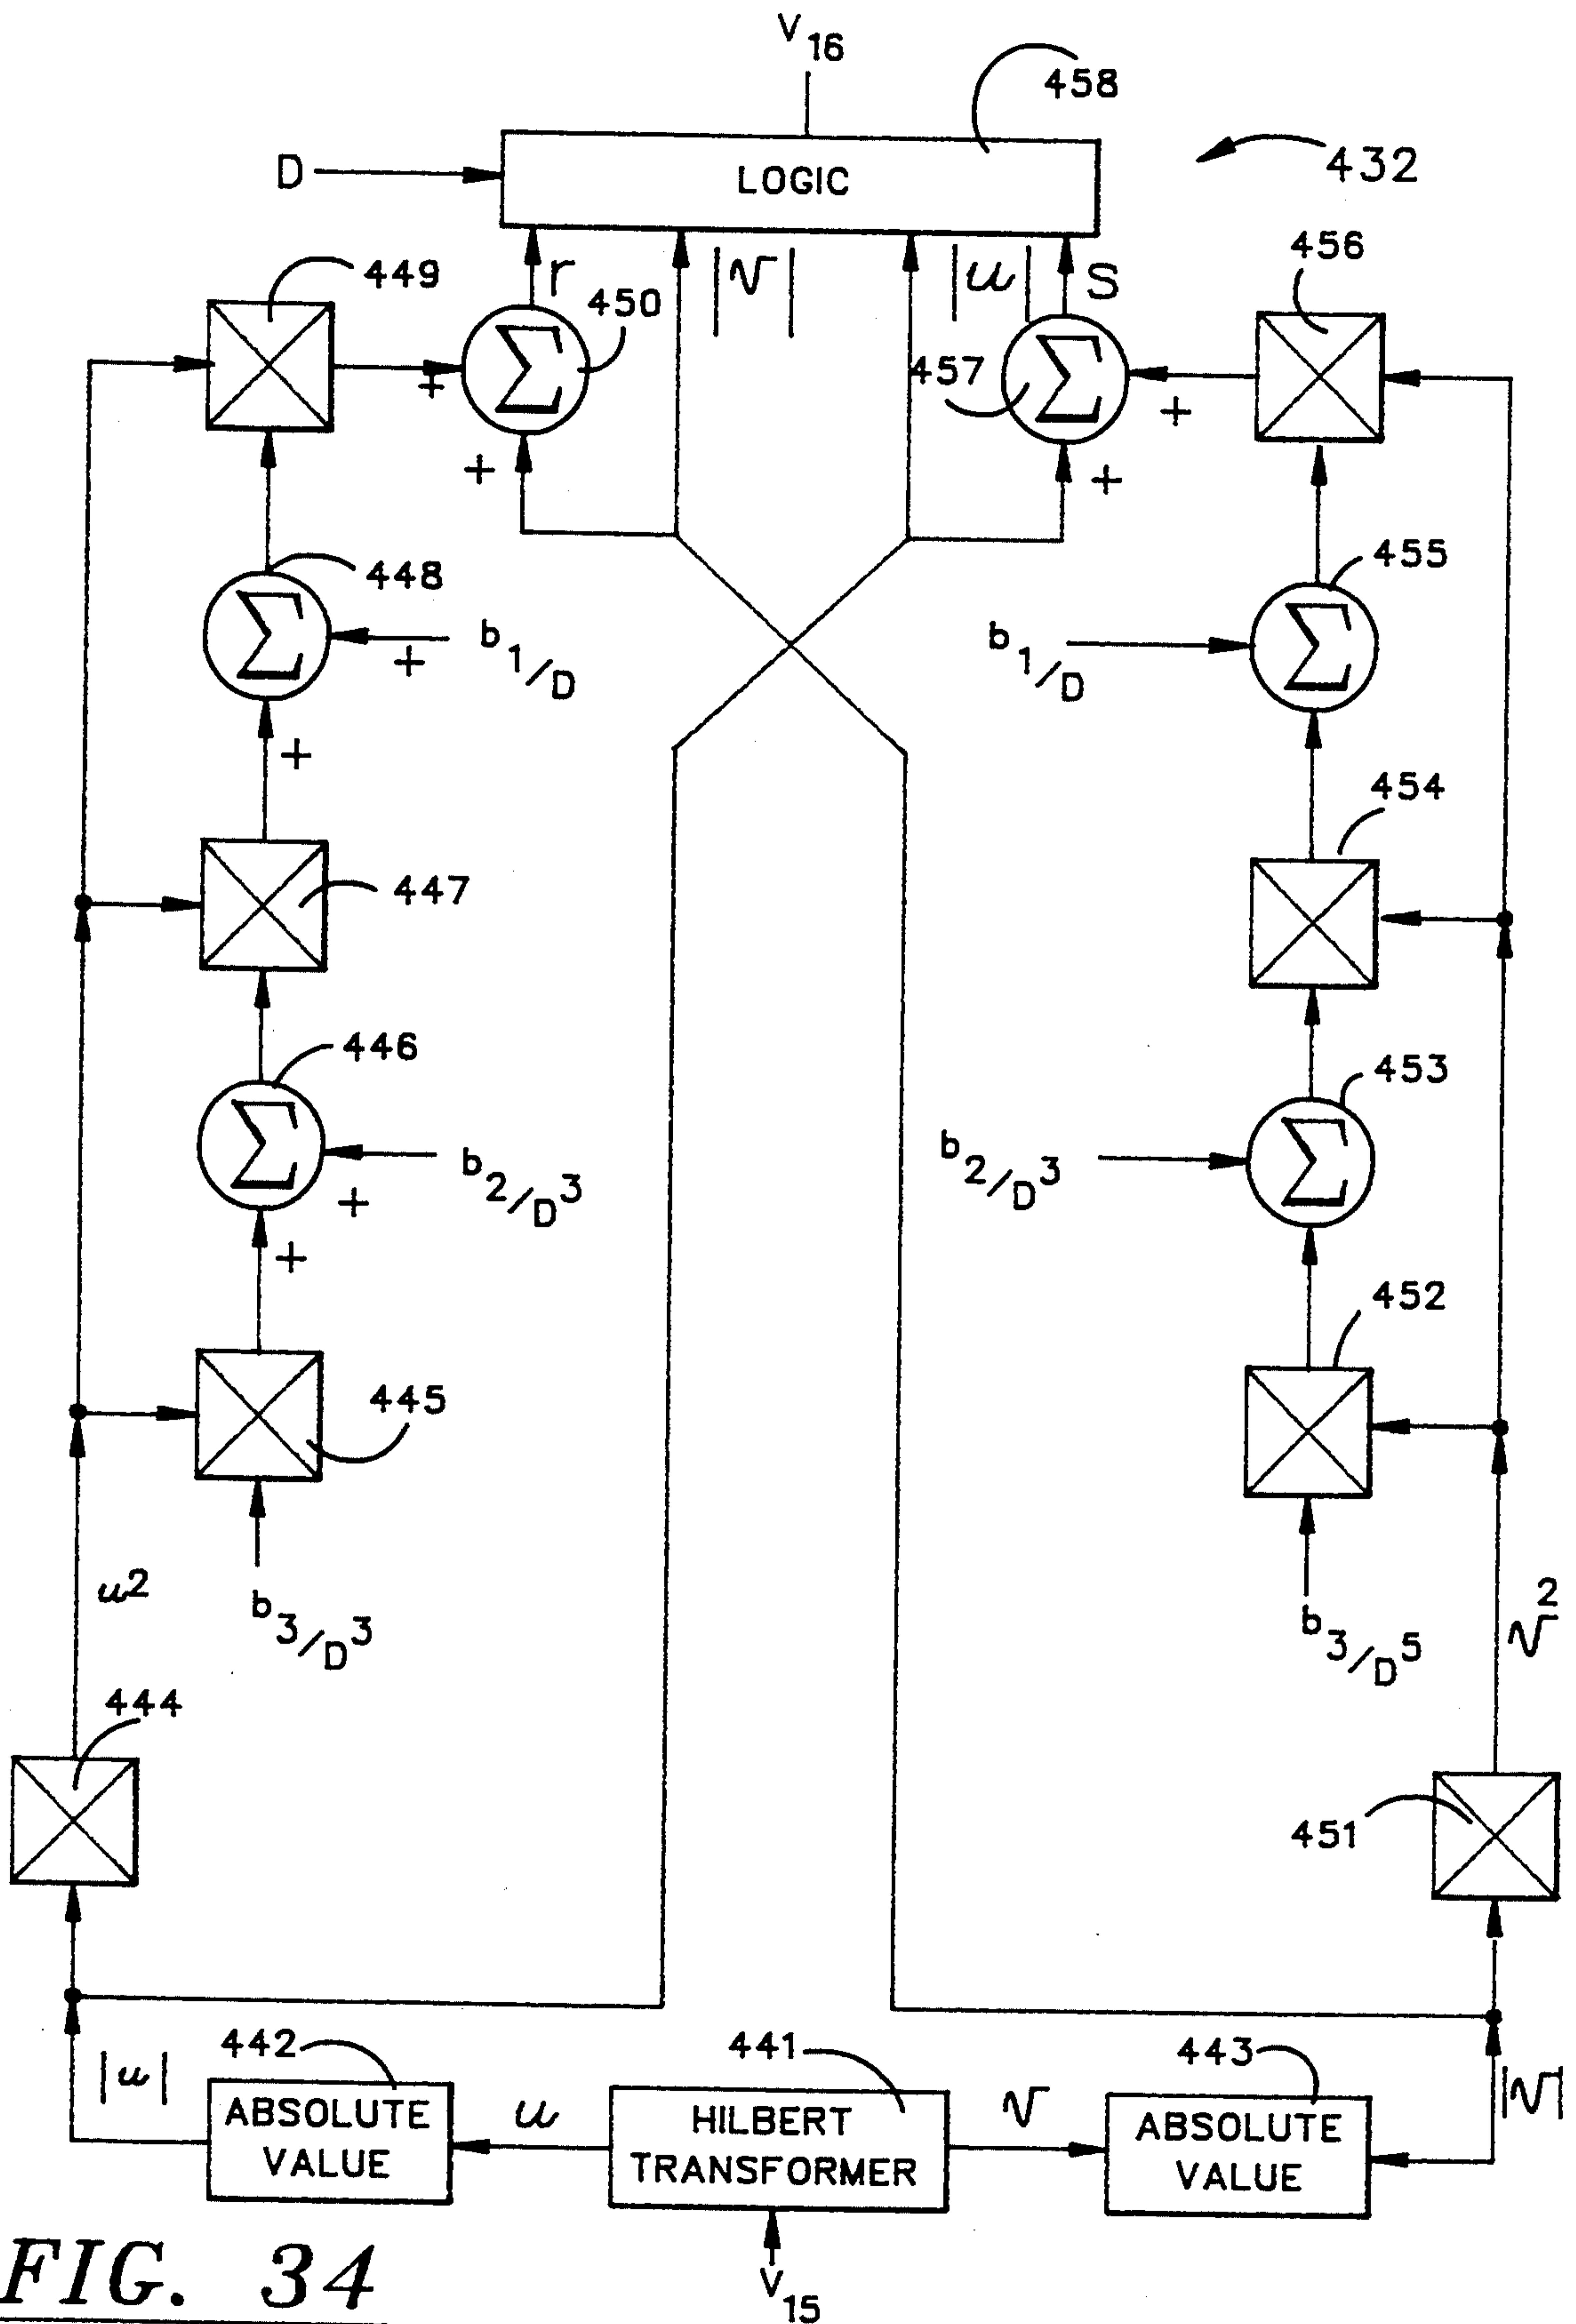 V16
458
D
LOGIC
432
449
r
450
|v|
|u|
S
456
457
+
+
+
+
448
455
+
b1/D
b1/D
+
454
447
446
453
+
b2/D3
b2/D3
+
452
445
u2
b3/D3
b3/D5
v2
444
451
442
441
443
|u|
ABSOLUTE
VALUE
u
HILBERT
TRANSFORMER
v
ABSOLUTE
VALUE
|v|
V15
FIG. 34